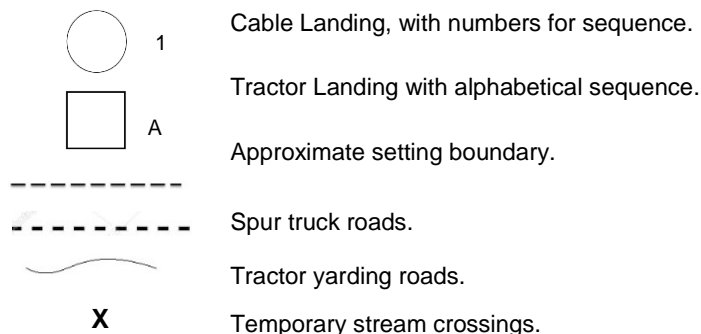 Cable Landing, with numbers for sequence.
1
Tractor Landing with alphabetical sequence.
A
Approximate setting boundary.
Spur truck roads.
Tractor yarding roads.
X
Temporary stream crossings.